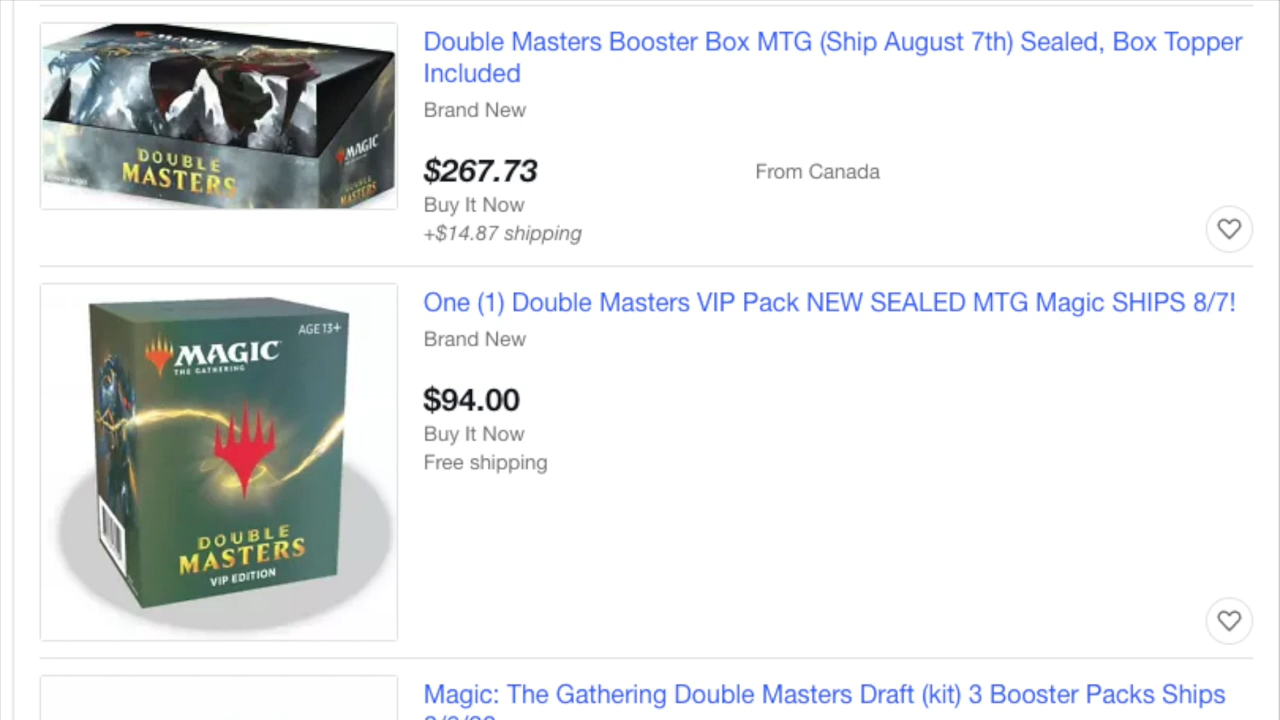 MAGIC
DOUBLE
MASTERS
MAGIC
DOUBLE
MASTERS
Double Masters Booster Box MTG (Ship August 7th) Sealed, Box Topper
Included
Brand New
$267.73
From Canada
Buy It Now
+$14.87 shipping
AGE 13+
MAGIC
THE GATHERING
DOUBLE
MASTERS
VIP EDITION
One (1) Double Masters VIP Pack NEW SEALED MTG Magic SHIPS 8/7!
Brand New
$94.00
Buy It Now
Free shipping
Magic: The Gathering Double Masters Draft (kit) 3 Booster Packs Ships